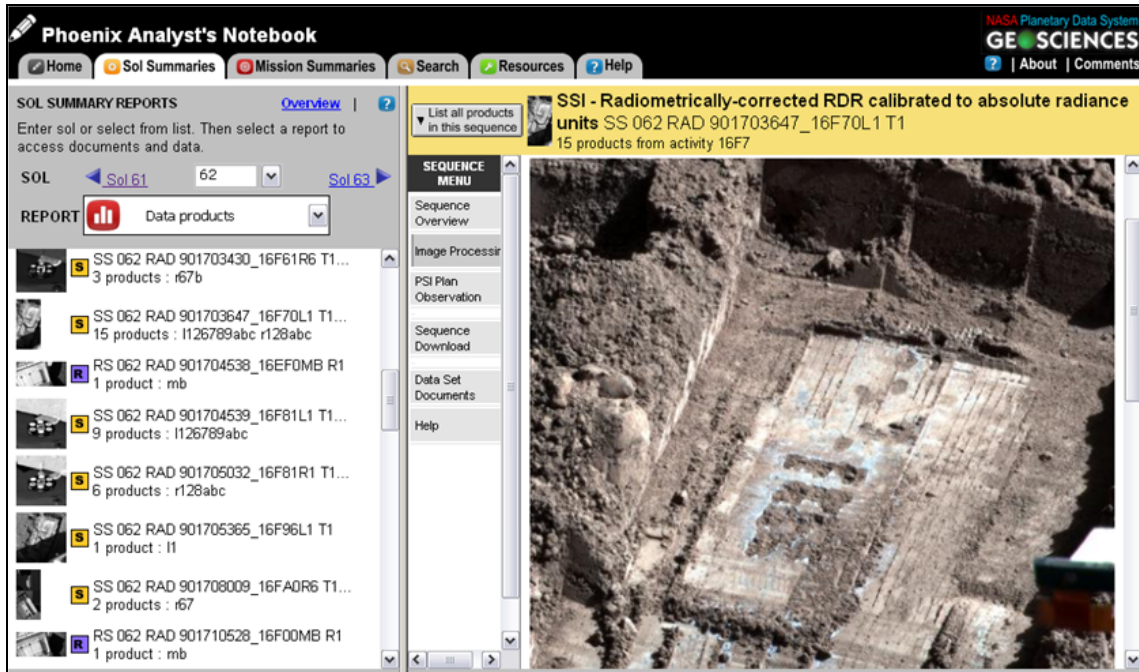 Phoenix Analyst's Notebook
NASA Planetary Data System
GEOSCIENCES
? | About | Comments
Home
Sol Summaries
Mission Summaries
Search
Resources
? Help
SOL SUMMARY REPORTS Overview | ?
Enter sol or select from list. Then select a report to
access documents and data.
SOL Sol 61 62 Sol 63
REPORT Data products
SS 062 RAD 901703430_16F61R6 T1...
S
3 products : r67b
SS 062 RAD 901703647_16F70L1 T1...
S
15 products : l126789abc r128abc
RS 062 RAD 901704538_16EF0MB R1
R
1 product : mb
SS 062 RAD 901704539_16F81L1 T1...
S
9 products : l126789abc
SS 062 RAD 901705032_16F81R1 T1...
S
6 products : r128abc
SS 062 RAD 901705365_16F96L1 T1
S
1 product : l1
SS 062 RAD 901708009_16FA0R6 T1...
S
2 products : r67
RS 062 RAD 901710528_16F00MB R1
R
1 product : mb
List all products
in this sequence
SSI - Radiometrically-corrected RDR calibrated to absolute radiance
units SS 062 RAD 901703647_16F70L1 T1
15 products from activity 16F7
SEQUENCE
MENU
Sequence
Overview
Image Processin
PSI Plan
Observation
Sequence
Download
Data Set
Documents
Help